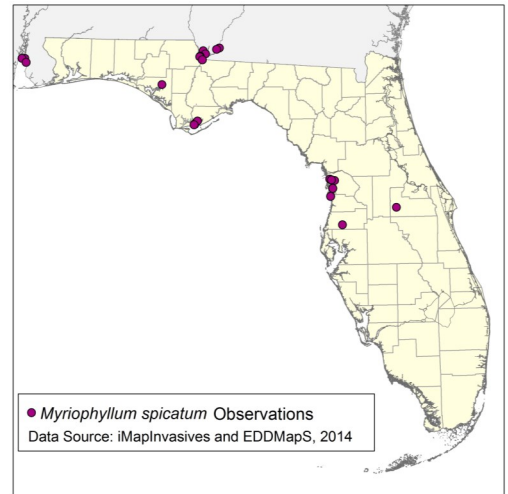 Myriophyllum spicatum Observations
Data Source: iMapInvasives and EDDMapS, 2014